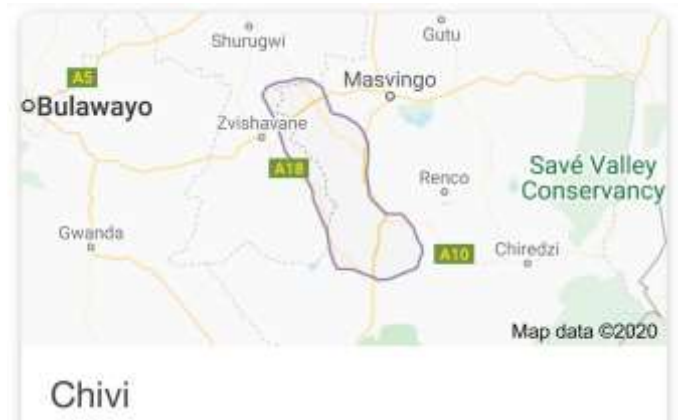 Shurugwi
Gutu
A5
Masvingo
Bulawayo
Zvishavane
A18
Renco
Savé Valley
Conservancy
Gwanda
A10
Chiredzi
Map data ©2020
Chivi